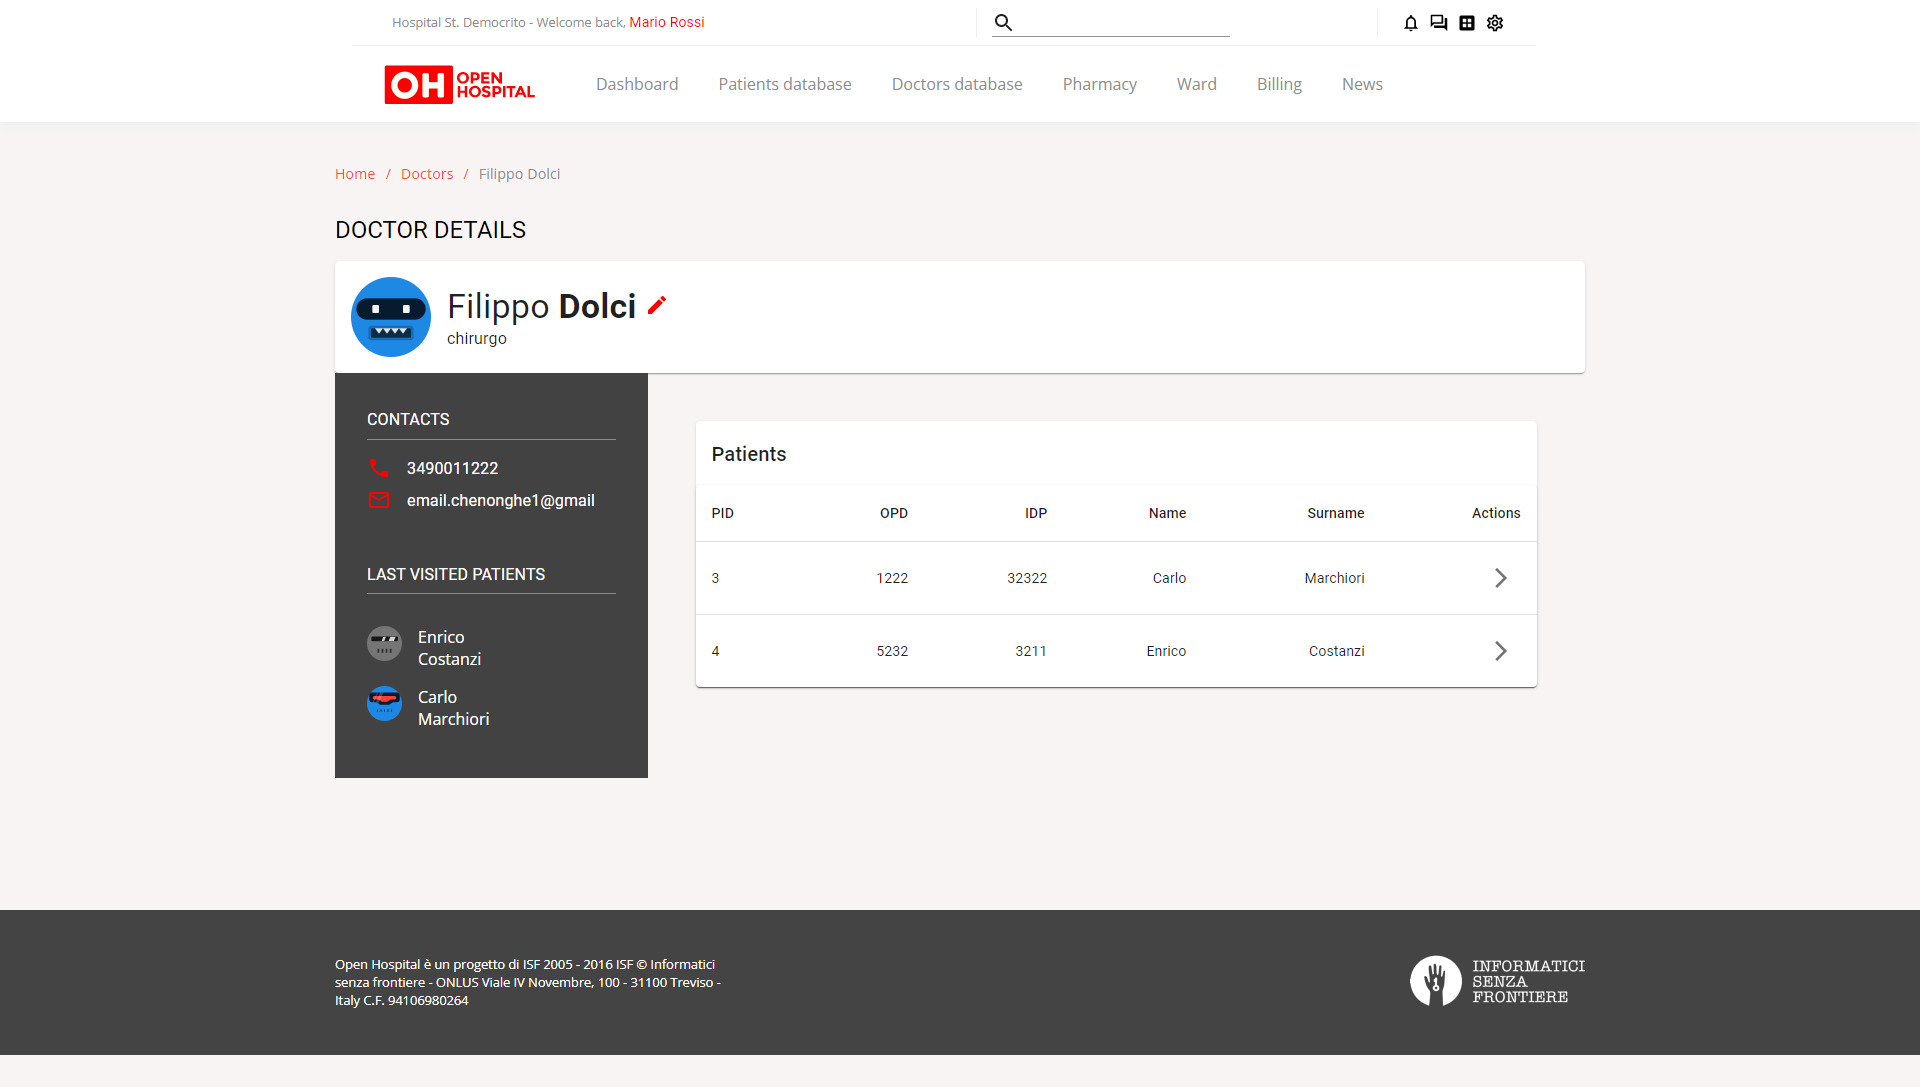 Hospital St. Democrito - Welcome back, Mario Rossi
OH OPEN HOSPITAL
Dashboard Patients database Doctors database Pharmacy Ward Billing News
Home / Doctors / Filippo Dolci
DOCTOR DETAILS
Filippo Dolci
chirurgo
CONTACTS
3490011222
email.chenonghe1@gmail
LAST VISITED PATIENTS
Enrico
Costanzi
Carlo
Marchiori
Patients
PID OPD IDP Name Surname Actions
3 1222 32322 Carlo Marchiori
4 5232 3211 Enrico Costanzi
Open Hospital è un progetto di ISF 2005 - 2016 ISF © Informatici
senza frontiere - ONLUS Viale IV Novembre, 100 - 31100 Treviso -
Italy C.F. 94106980264
INFORMATICI
SENZA
FRONTIERE